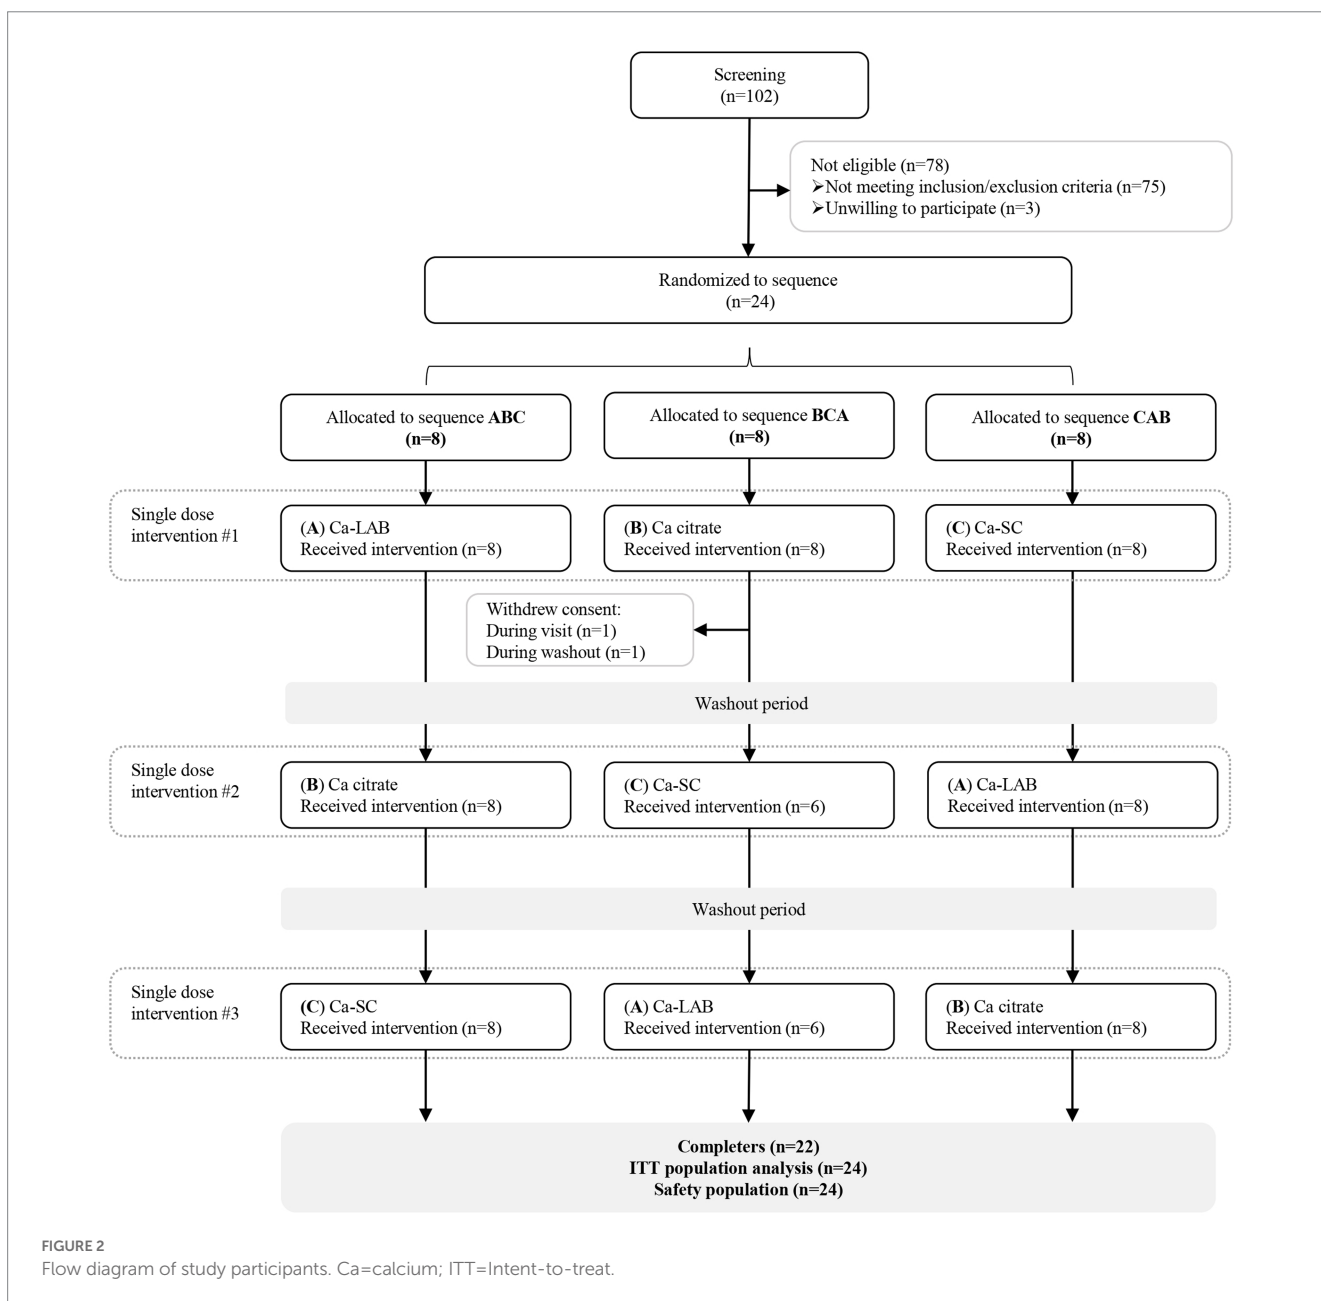 Screening
(n=102)
Not eligible (n=78)
➢Not meeting inclusion/exclusion criteria (n=75)
➢Unwilling to participate (n=3)
Randomized to sequence
(n=24)
Allocated to sequence ABC
(n=8)
Allocated to sequence BCA
(n=8)
Allocated to sequence CAB
(n=8)
Single dose
intervention #1
(A) Ca-LAB
Received intervention (n=8)
(B) Ca citrate
Received intervention (n=8)
(C) Ca-SC
Received intervention (n=8)
Withdrew consent:
During visit (n=1)
During washout (n=1)
Washout period
Single dose
intervention #2
(B) Ca citrate
Received intervention (n=8)
(C) Ca-SC
Received intervention (n=6)
(A) Ca-LAB
Received intervention (n=8)
Washout period
Single dose
intervention #3
(C) Ca-SC
Received intervention (n=8)
(A) Ca-LAB
Received intervention (n=6)
(B) Ca citrate
Received intervention (n=8)
Completers (n=22)
ITT population analysis (n=24)
Safety population (n=24)
FIGURE 2
Flow diagram of study participants. Ca=calcium; ITT=Intent-to-treat.